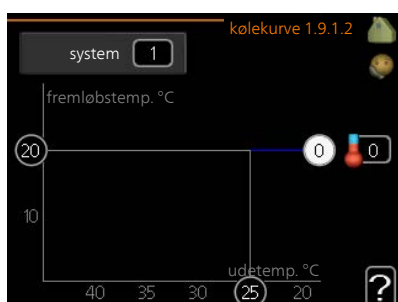 kølekurve 1.9.1.2
system 1
fremløbstemp. °C
20 0 0
10
udetemp. °C
40 35 30 25 20
?